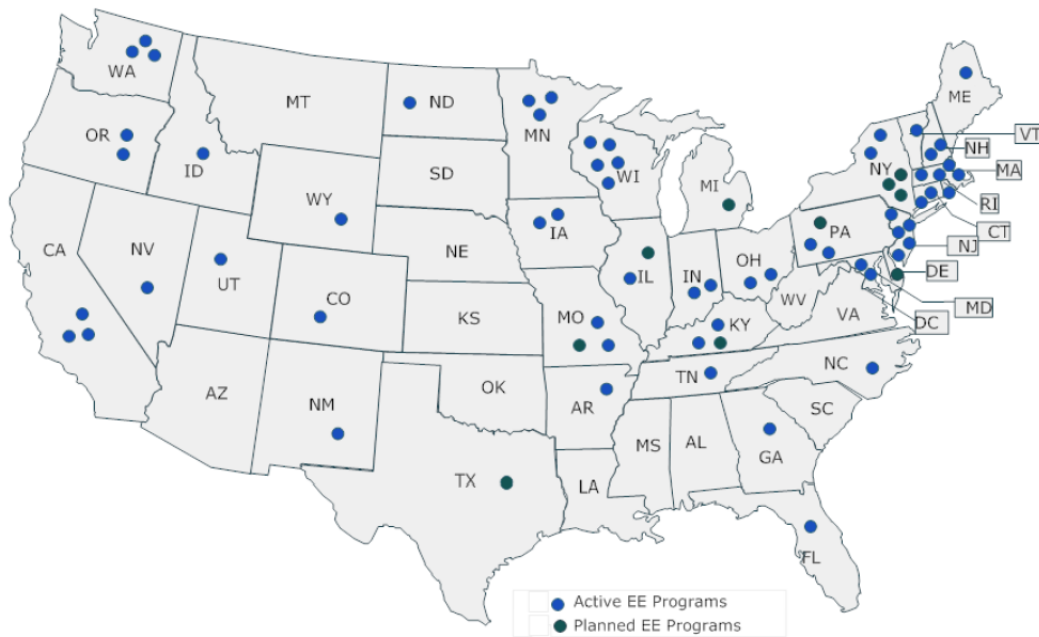 ME
WA
MT
ND
VT
OR
MN
NH
ID
WI
NY
MA
SD
MI
WY
RI
PA
CT
IA
NV
NE
NJ
CA
OH
IL
IN
DE
UT
CO
WV
MD
VA
KS
MO
KY
DC
NC
TN
AZ
OK
NM
AR
SC
MS
AL
GA
TX
LA
FL
Active EE Programs
Planned EE Programs